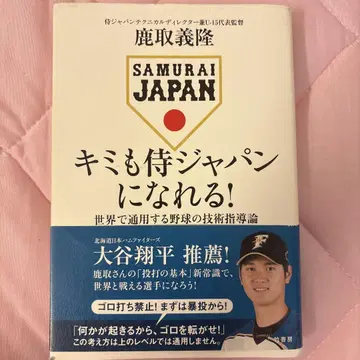 侍ジャパンテクニカルディレクター兼U-15代表監督
鹿取義隆
SAMURAI
JAPAN
キミも侍ジャパン
になれる!
世界で通用する野球の技術指導論
北海道日本ハムファイターズ
大谷翔平 推薦!
鹿取さんの「投打の基本」新常識で、
世界と戦える選手になろう!
ゴロ打ち禁止! まずは暴投から!
「何かが起きるから、ゴロを転がせ!」
この考え方は上のレベルでは通用しません。